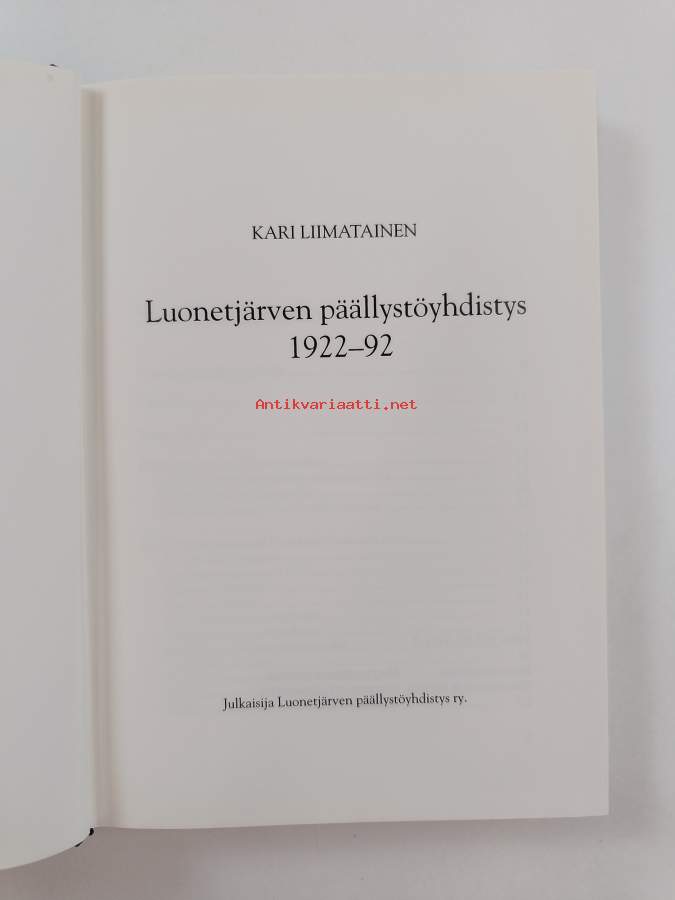 KARI LIIMATAINEN
Luonetjärven päällystöyhdistys
1922–92
Antikvariaatti.net
Julkaisija Luonetjärven päällystöyhdistys ry.